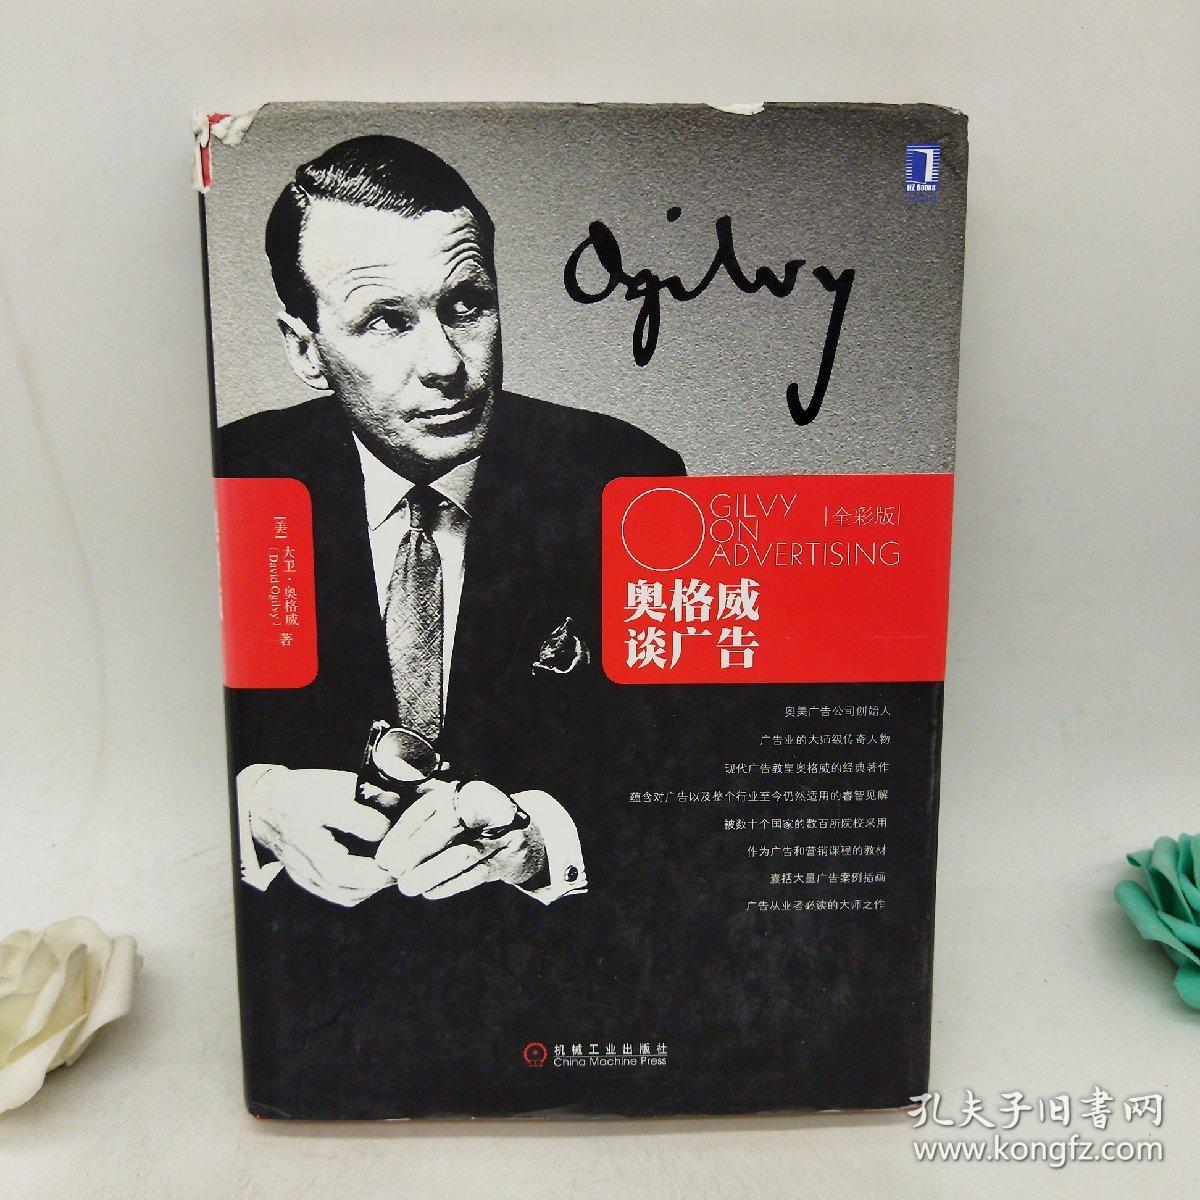 HZ BOOKS
Ogilvy
OGILVY
ON
ADVERTISING
|全彩版|
奥格威
谈广告
[美] 大卫·奥格威 著
(David Ogilvy)
奥美广告公司创始人
广告业的大师级传奇人物
现代广告教皇奥格威的经典著作
蕴含对广告以及整个行业至今仍然适用的睿智见解
被数十个国家的数百所院校采用
作为广告和营销课程的教材
囊括大量广告案例插画
广告从业者必读的大师之作
机械工业出版社
China Machine Press
孔夫子旧书网
www.kongfz.com